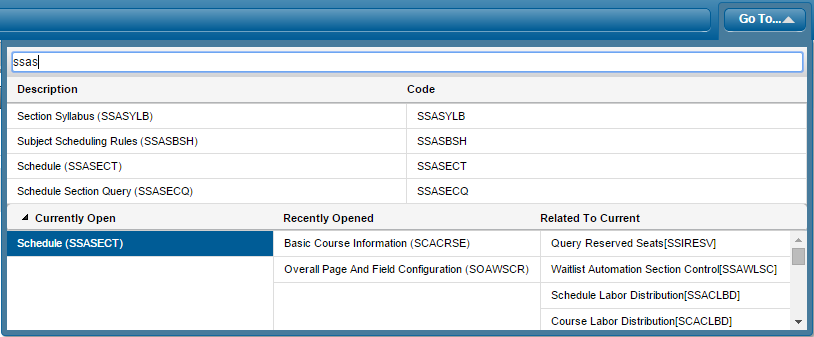 Go To...
ssas
Description Code
Section Syllabus (SSASYLB) SSASYLB
Subject Scheduling Rules (SSASBSH) SSASBSH
Schedule (SSASECT) SSASECT
Schedule Section Query (SSASECQ) SSASECQ
Currently Open Recently Opened Related To Current
Schedule (SSASECT) Basic Course Information (SCACRSE) Query Reserved Seats[SSIRESV]
Overall Page And Field Configuration (SOAWSCR) Waitlist Automation Section Control[SSAWLSC]
Schedule Labor Distribution[SSACLBD]
Course Labor Distribution[SCACLBD]